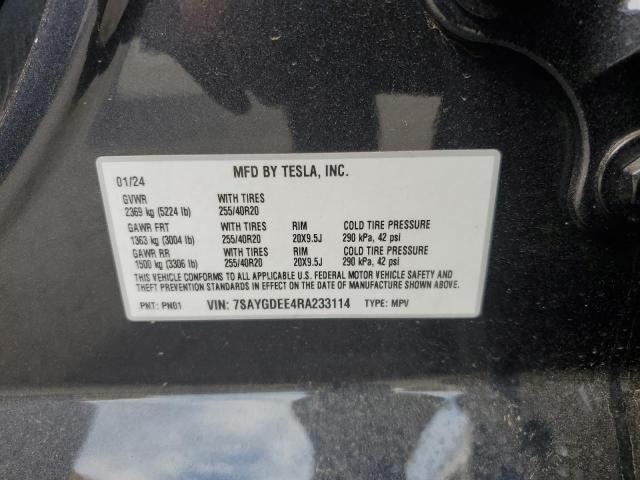 01/24 MFD BY TESLA, INC.
GVWR WITH TIRES
2369 kg (5224 lb) 255/40R20
GAWR FRT WITH TIRES RIM COLD TIRE PRESSURE
1363 kg (3004 lb) 255/40R20 20X9.5J 290 kPa, 42 psi
GAWR RR WITH TIRES RIM COLD TIRE PRESSURE
1500 kg (3306 lb) 255/40R20 20X9.5J 290 kPa, 42 psi
THIS VEHICLE CONFORMS TO ALL APPLICABLE U.S. FEDERAL MOTOR VEHICLE SAFETY AND
THEFT PREVENTION STANDARDS IN EFFECT ON THE DATE OF MANUFACTURE SHOWN ABOVE.
PNT: PN01 VIN: 7SAYGDEE4RA233114 TYPE: MPV